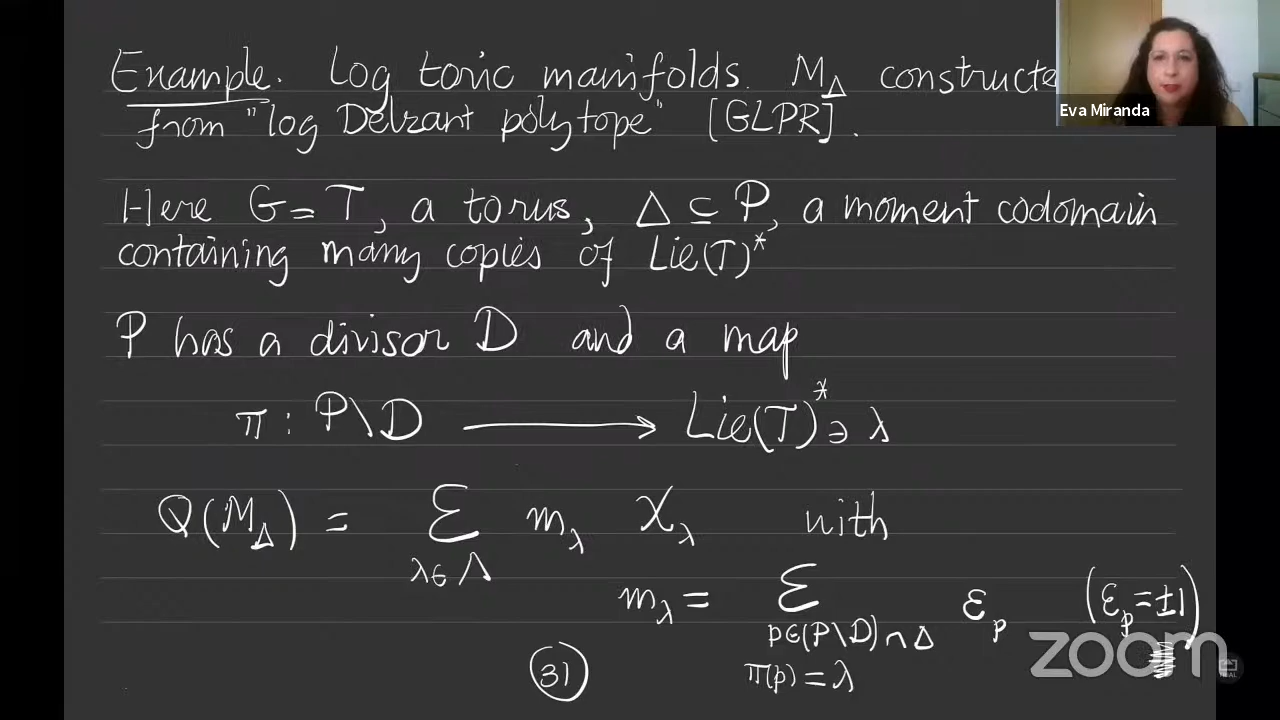 Example. Log toric manifolds. M_Δ constructe
from "log Delzant polytope" [GLPR].
Here G=T, a torus, Δ ⊆ P, a moment codomain
containing many copies of Lie(T)*
P has a divisor D and a map
π : P\D ⟶ Lie(T)* ∋ λ
Q(M_Δ) = Σ_{λ∈Λ} m_λ χ_λ with
m_λ = Σ_{p∈(P\D)∩Δ, π(p)=λ} ε_p (ε_p=±1)
31
Eva Miranda
zoom